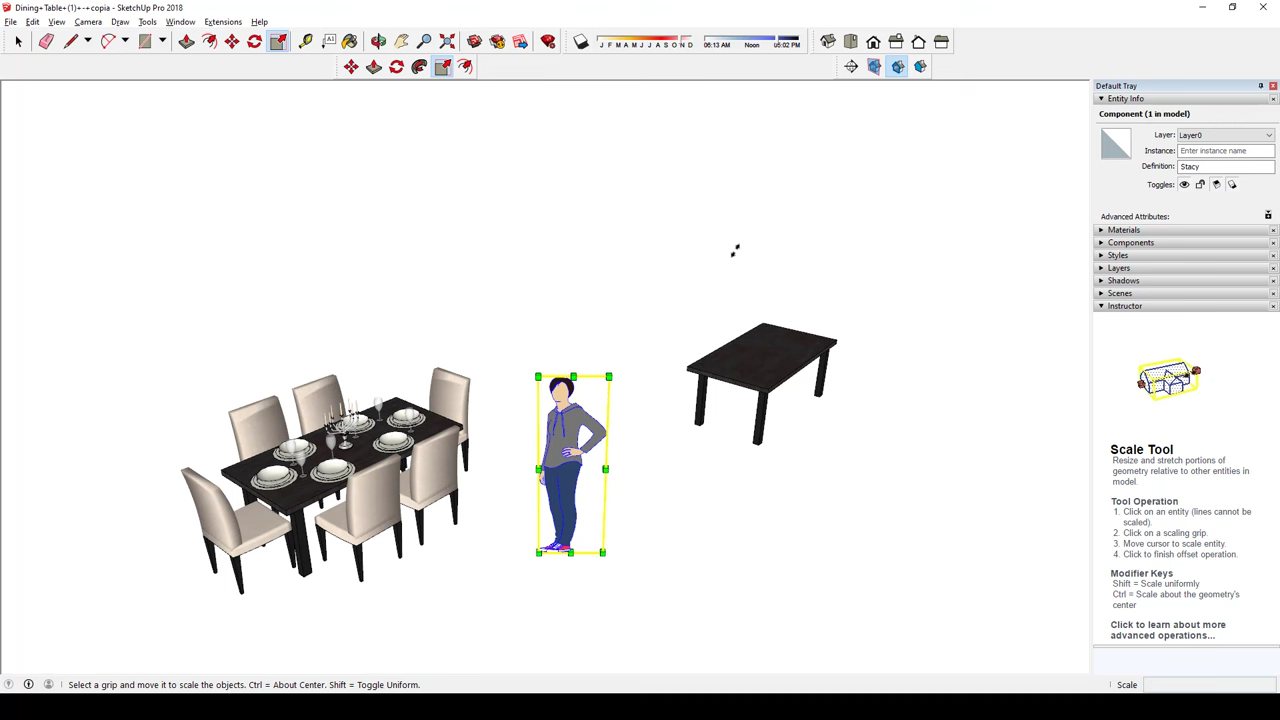 Dining+Table+(1)+-+copia - SketchUp Pro 2018
File Edit View Camera Draw Tools Window Extensions Help
A1
J F M A M J J A S O N D
06:13 AM Noon 05:02 PM
Default Tray
Entity Info
Component (1 in model)
Layer: Layer0
Instance: Enter instance name
Definition: Stacy
Toggles:
Advanced Attributes:
Materials
Components
Styles
Layers
Shadows
Scenes
Instructor
Scale Tool
Resize and stretch portions of
geometry relative to other entities in
model.
Tool Operation
1. Click on an entity (lines cannot be
scaled).
2. Click on a scaling grip.
3. Move cursor to scale entity.
4. Click to finish offset operation.
Modifier Keys
Shift = Scale uniformly
Ctrl = Scale about the geometry's
center
Click to learn about more
advanced operations...
Select a grip and move it to scale the objects. Ctrl = About Center. Shift = Toggle Uniform.
Scale